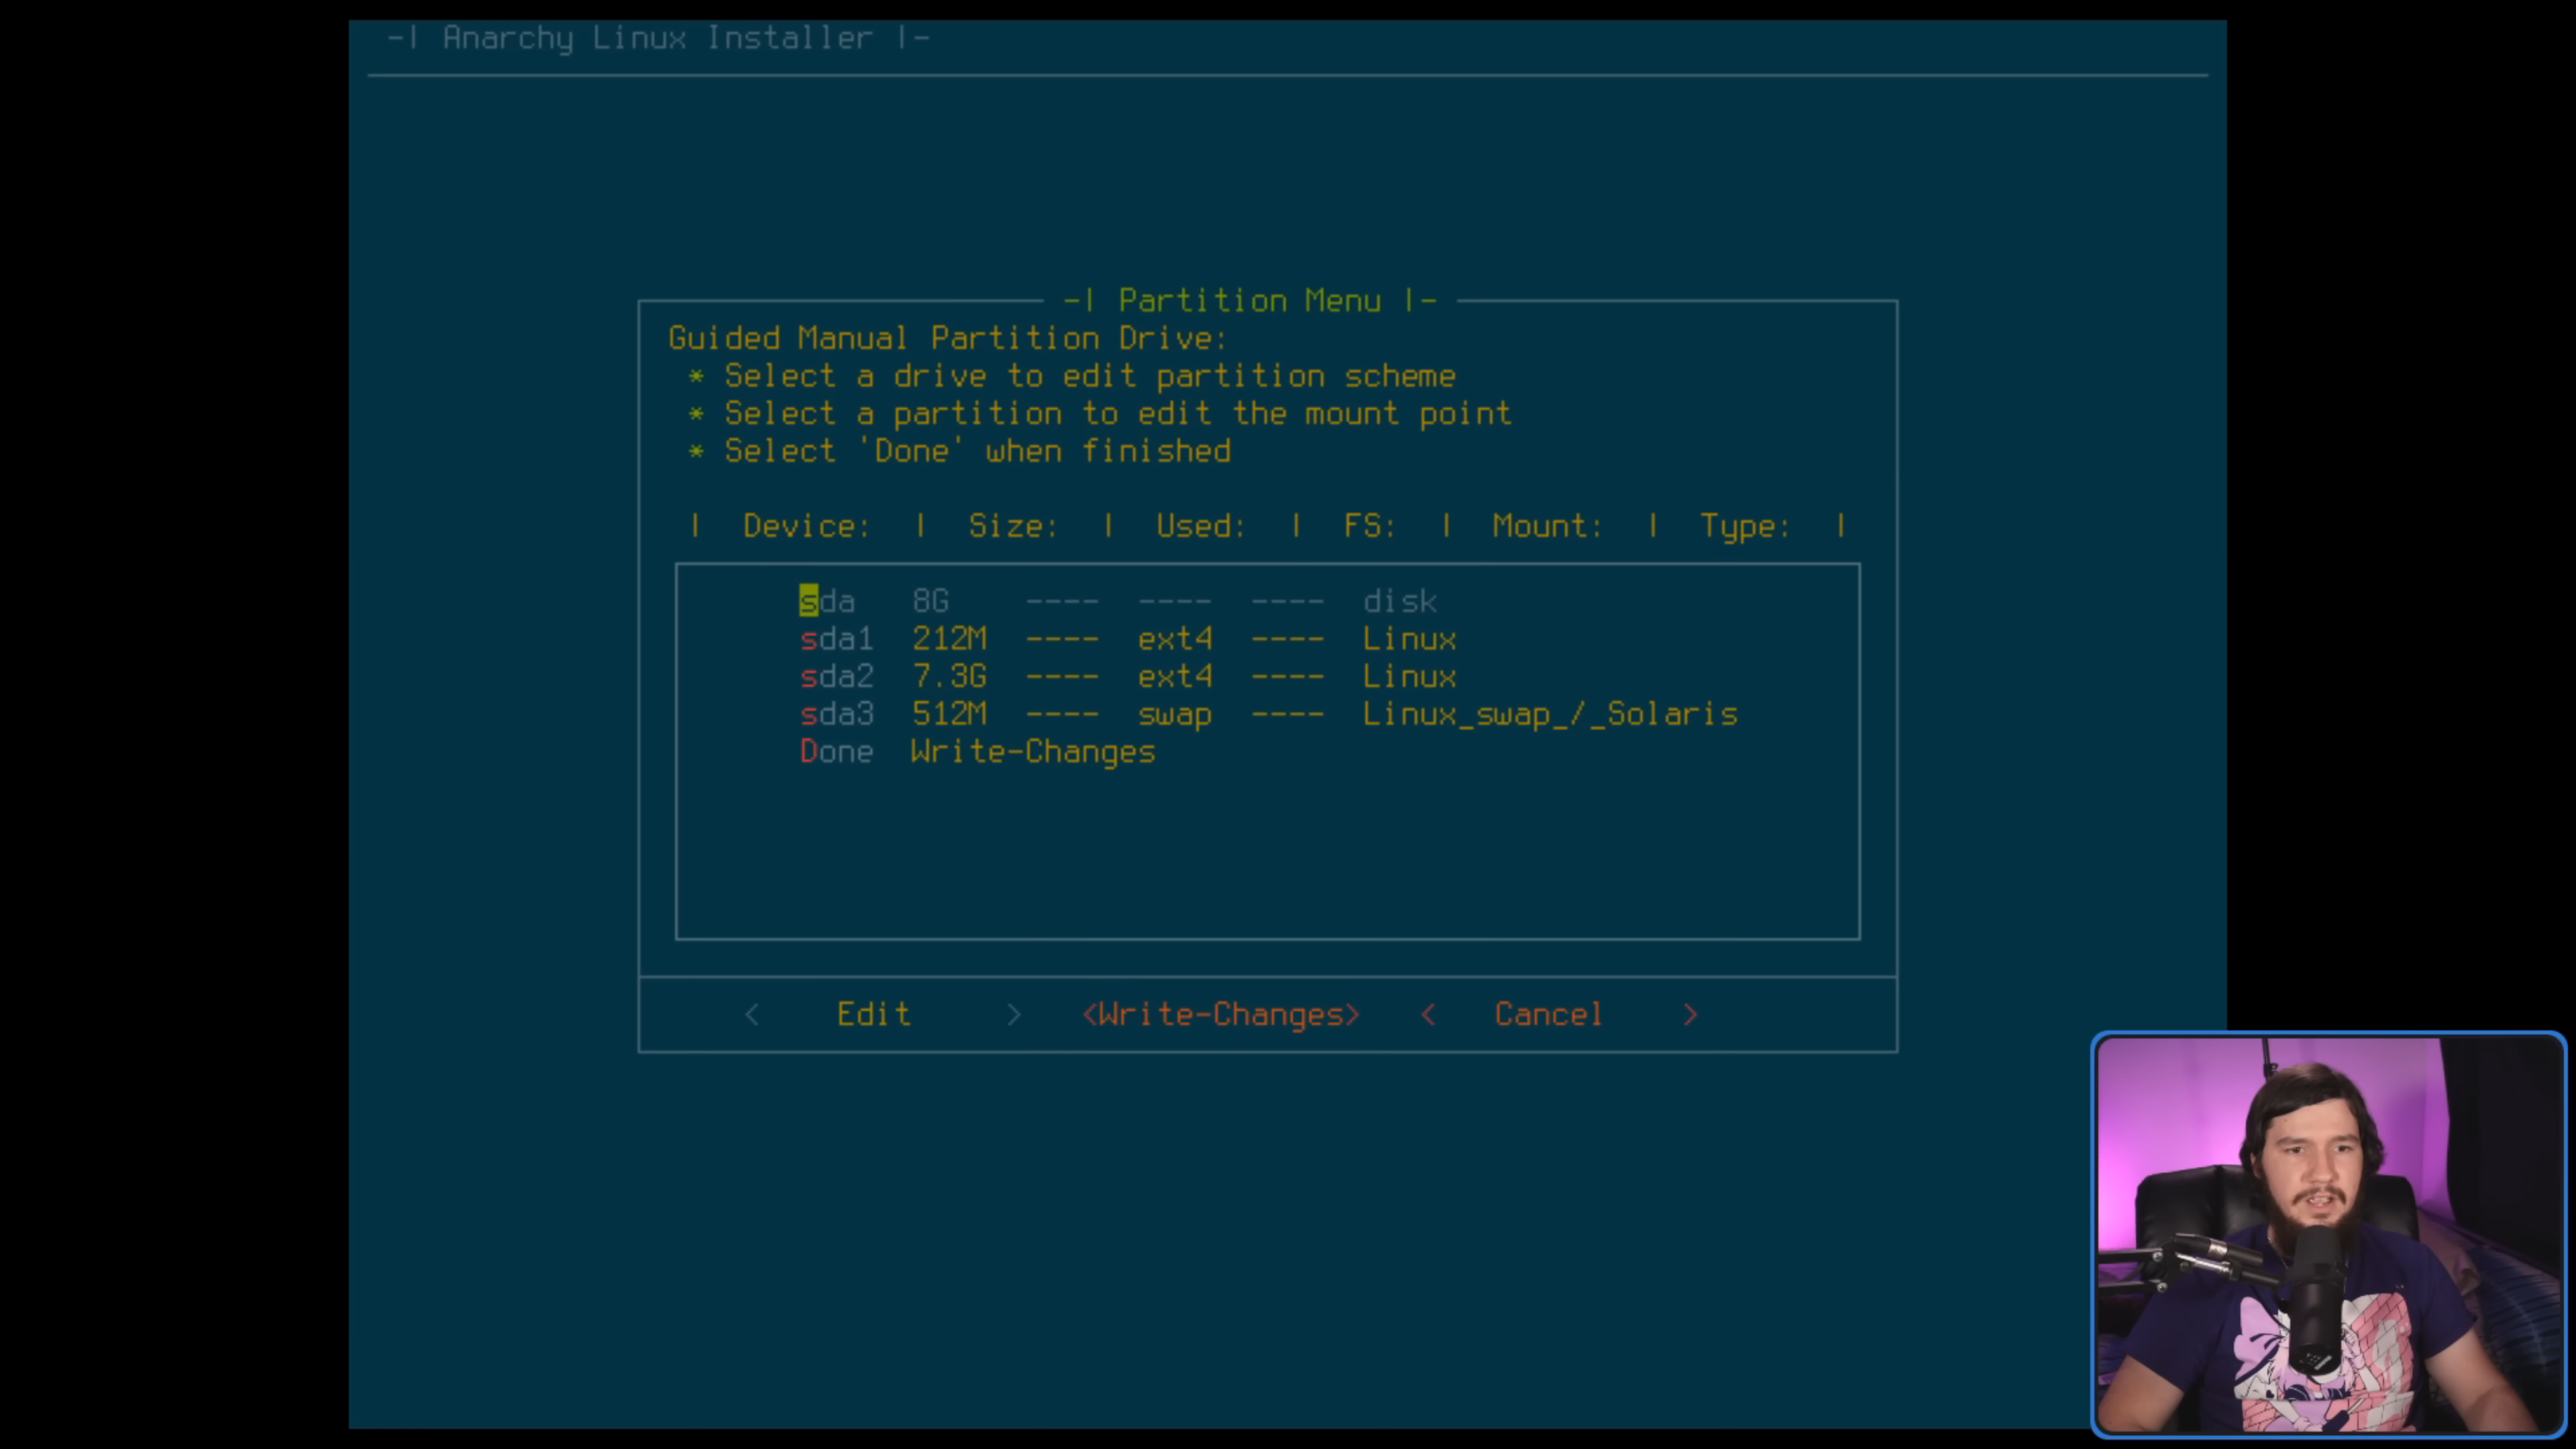 -| Anarchy Linux Installer |-
-| Partition Menu |-
Guided Manual Partition Drive:
* Select a drive to edit partition scheme
* Select a partition to edit the mount point
* Select 'Done' when finished
| Device: | Size: | Used: | FS: | Mount: | Type: |
sda 8G ---- ---- ---- disk
sda1 212M ---- ext4 ---- Linux
sda2 7.3G ---- ext4 ---- Linux
sda3 512M ---- swap ---- Linux_swap_/_Solaris
Done Write-Changes
< Edit > <Write-Changes> < Cancel >